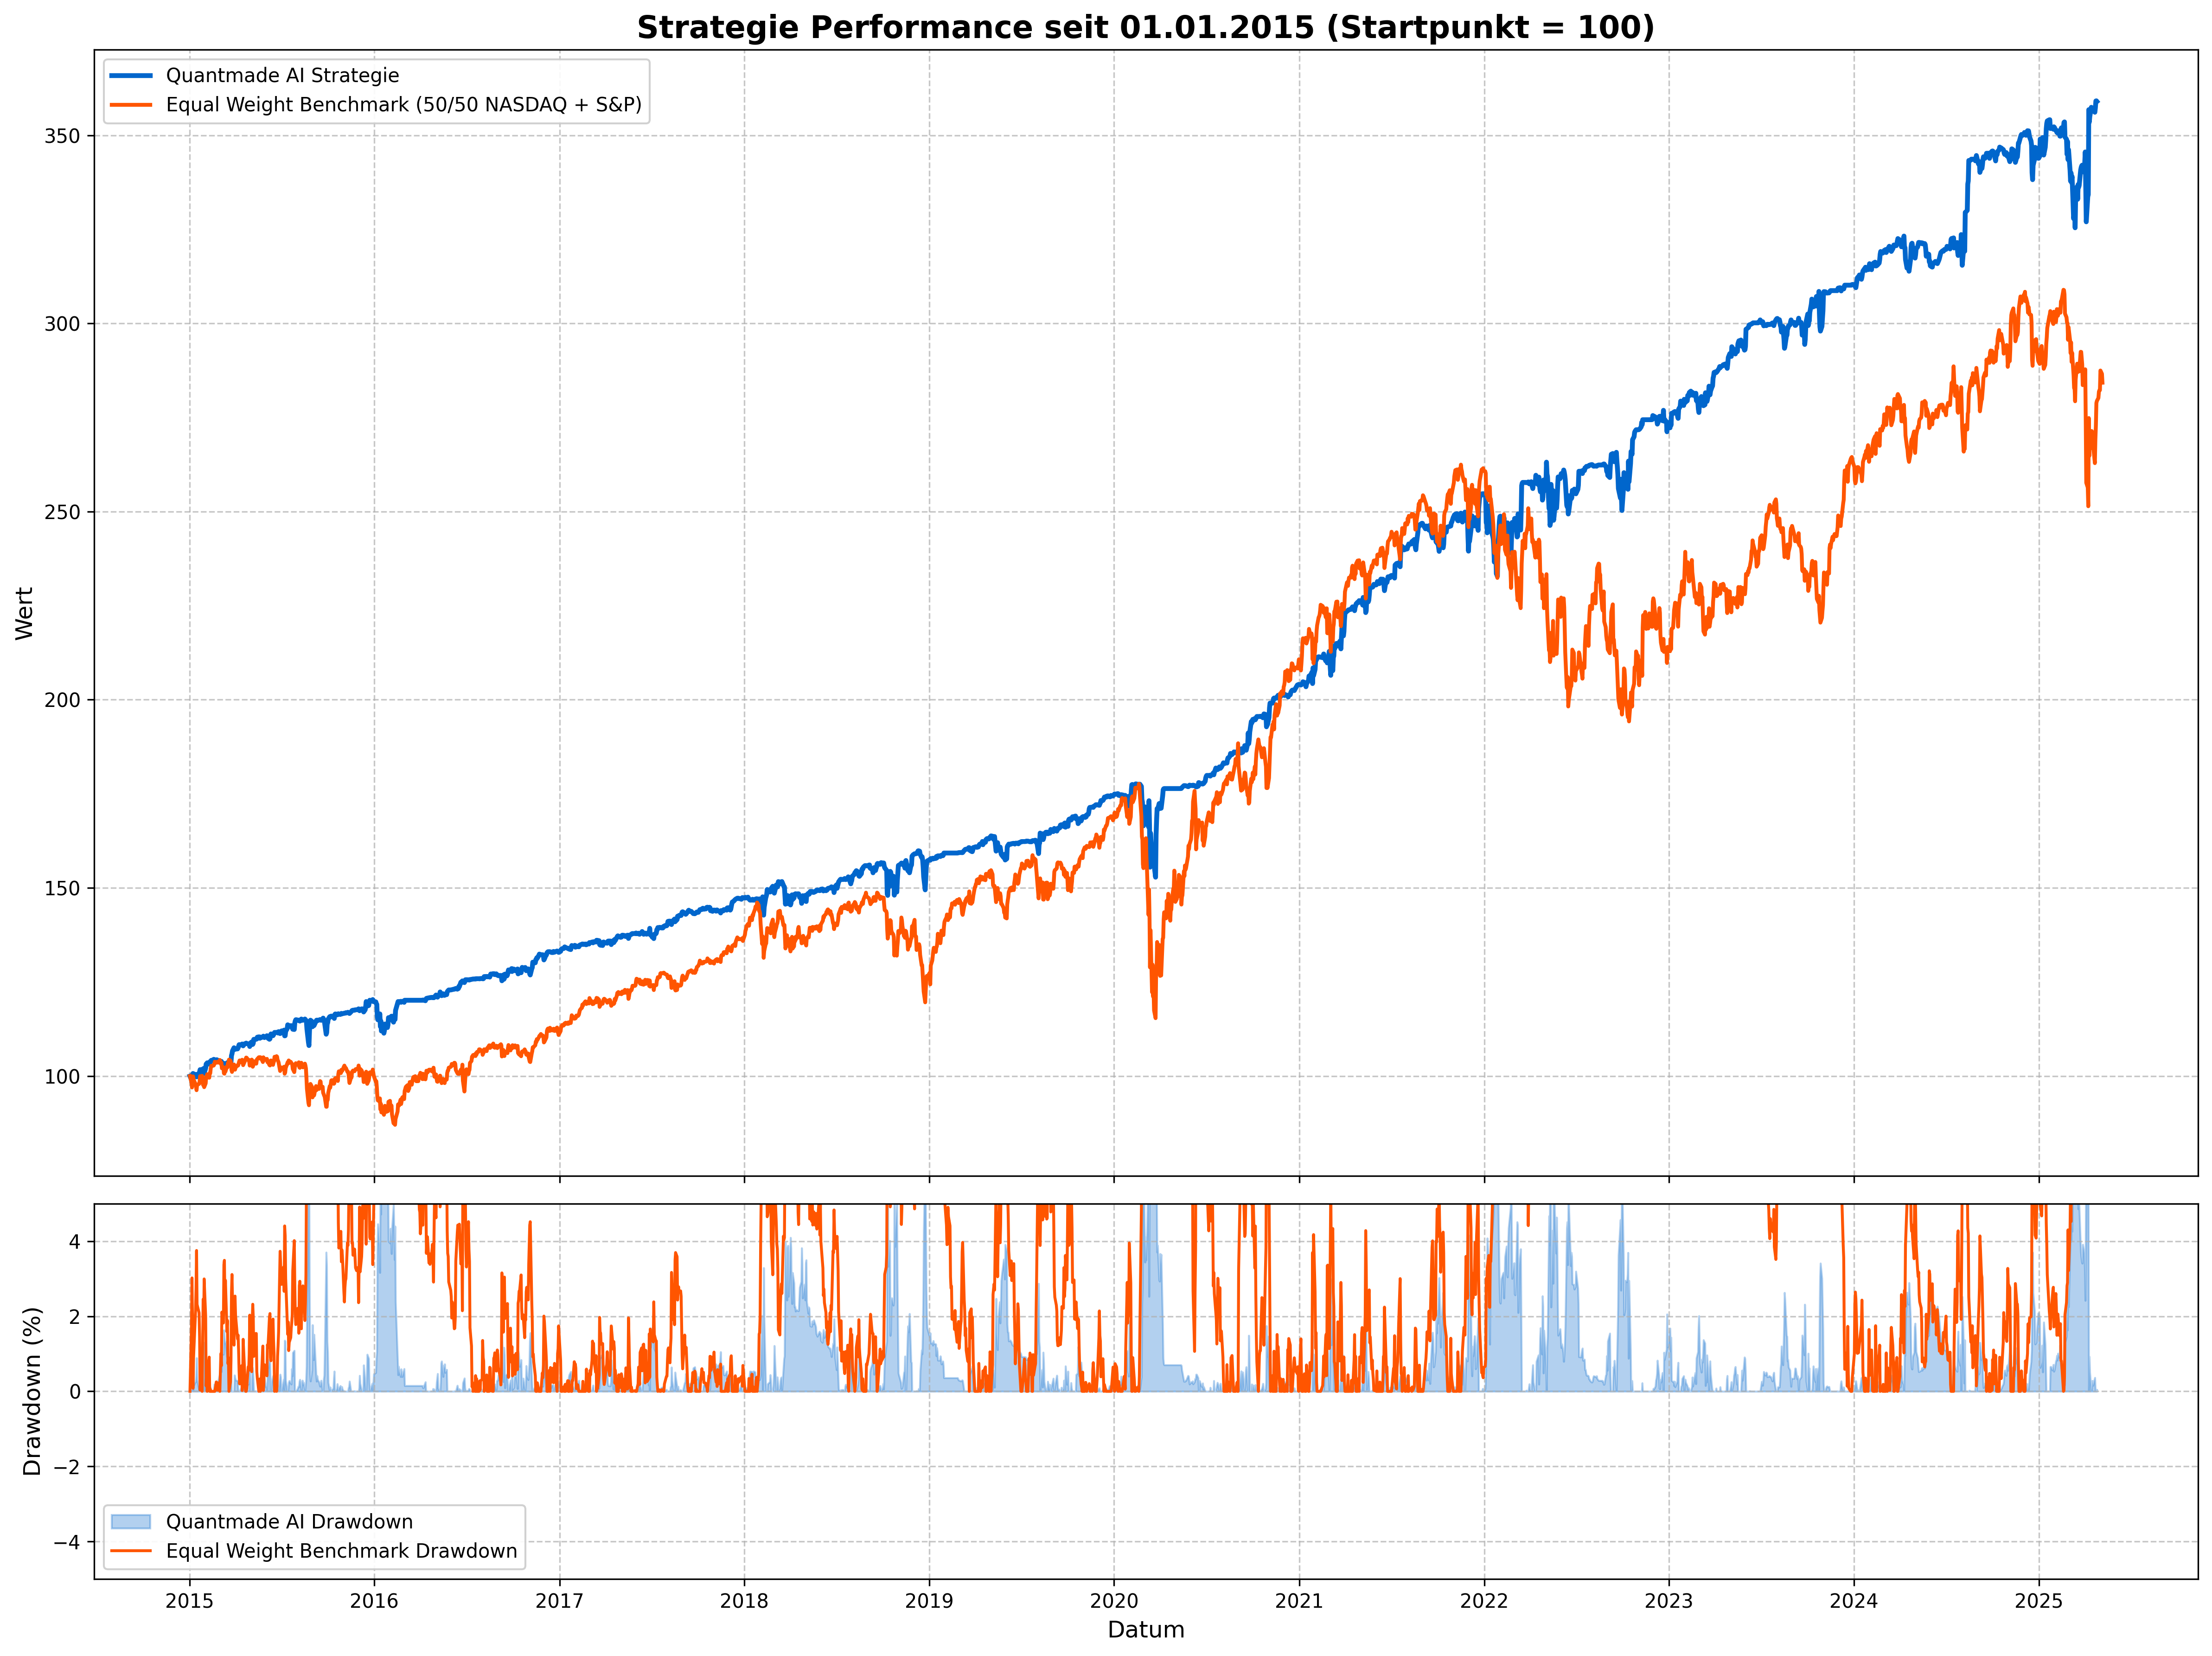 Strategie Performance seit 01.01.2015 (Startpunkt = 100)
Quantmade AI Strategie
Equal Weight Benchmark (50/50 NASDAQ + S&P)
350
300
250
200
150
100
Wert
4
2
0
−2
−4
Drawdown (%)
Quantmade AI Drawdown
Equal Weight Benchmark Drawdown
2015 2016 2017 2018 2019 2020 2021 2022 2023 2024 2025
Datum